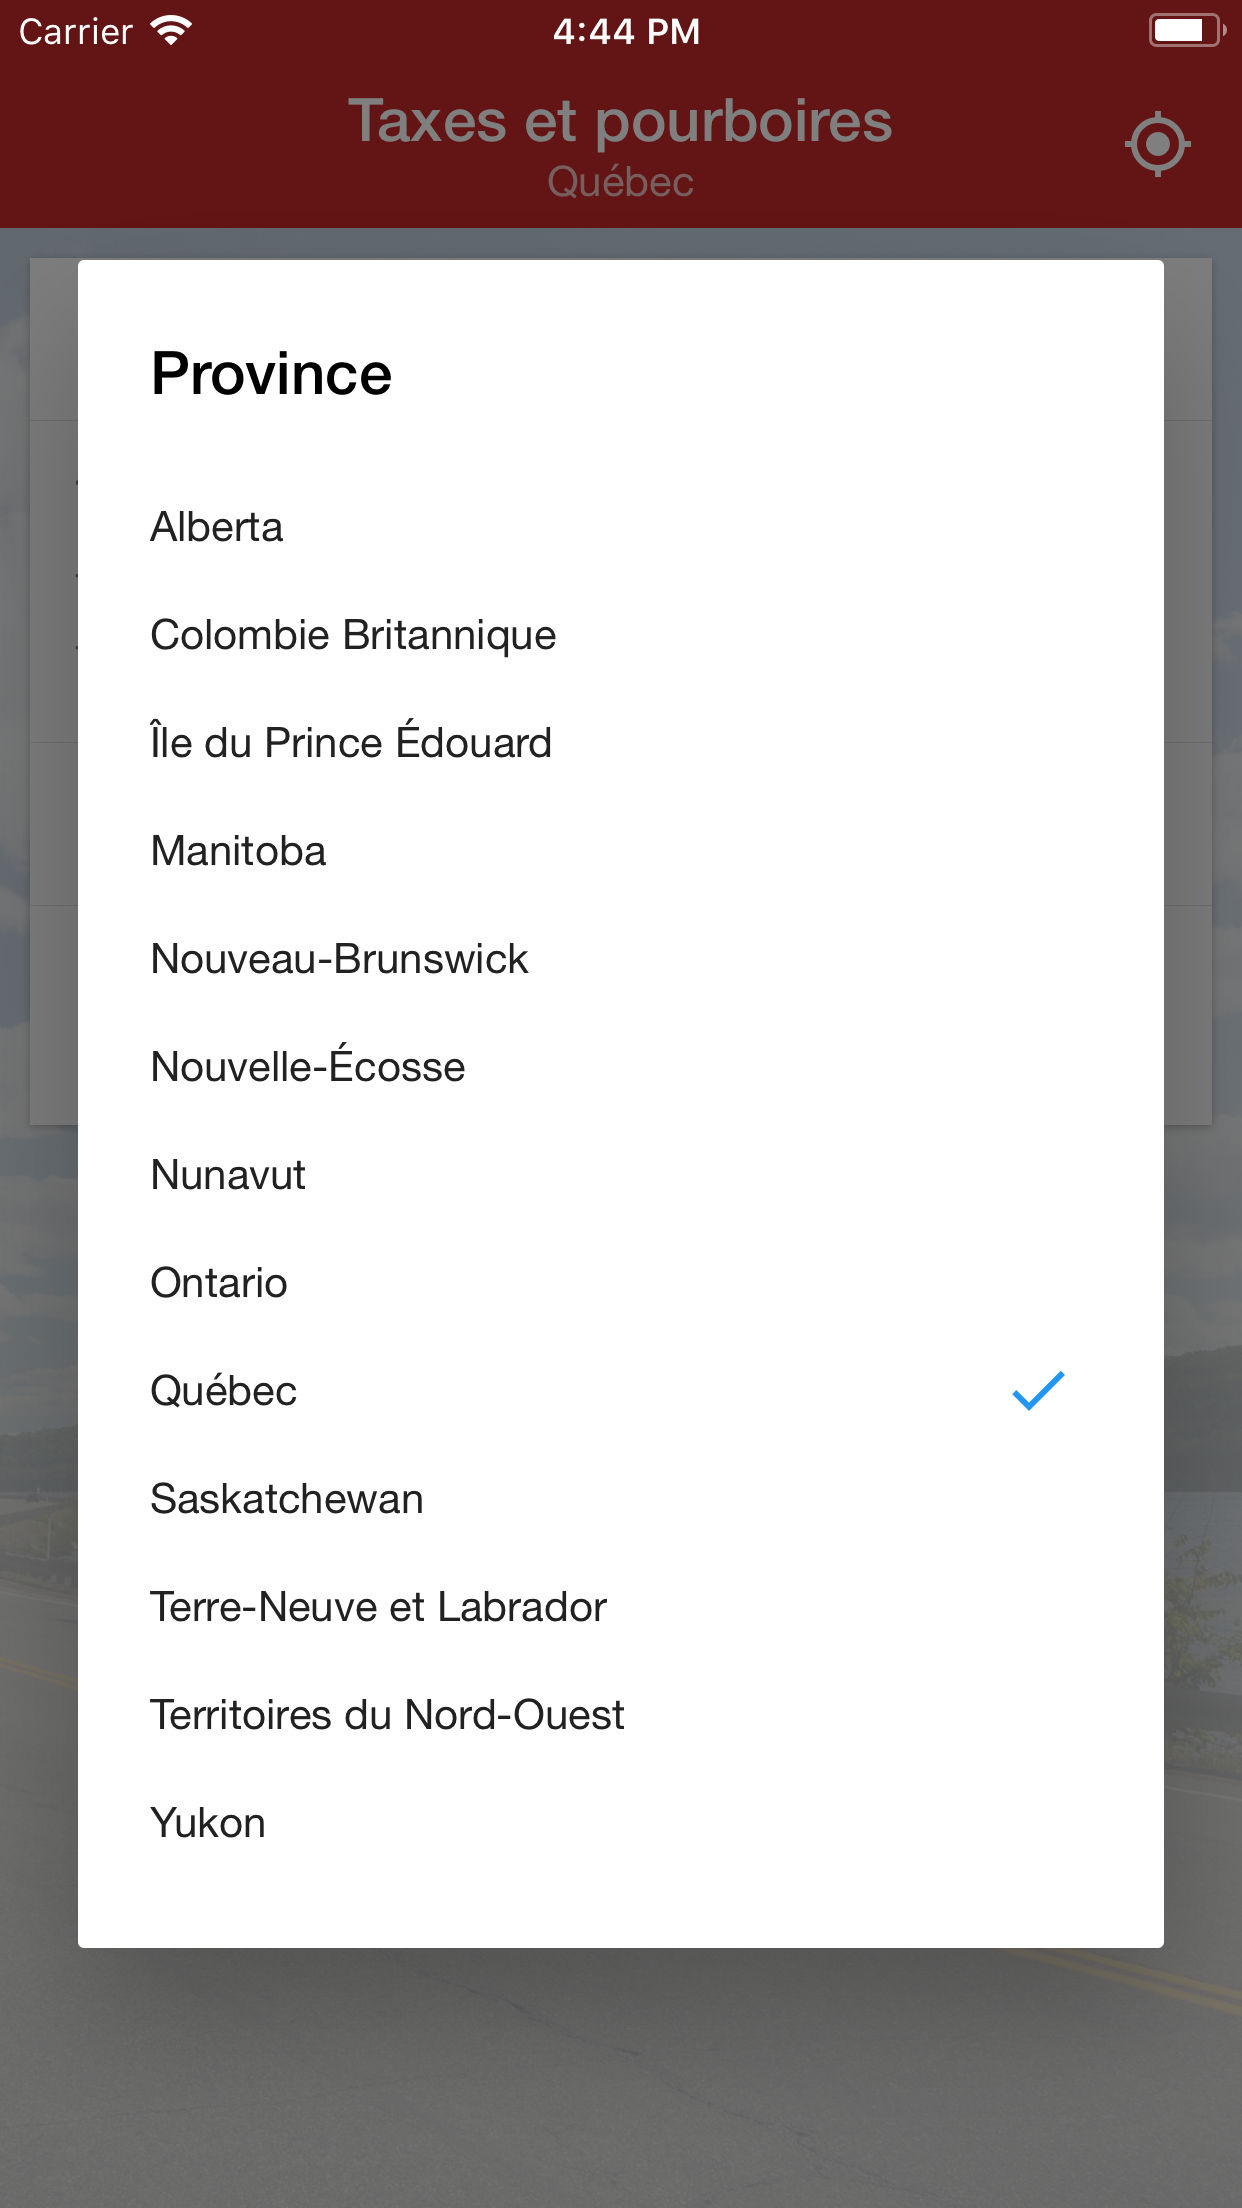 Carrier 4:44 PM
Taxes et pourboires
Québec
Province
Alberta
Colombie Britannique
Île du Prince Édouard
Manitoba
Nouveau-Brunswick
Nouvelle-Écosse
Nunavut
Ontario
Québec
Saskatchewan
Terre-Neuve et Labrador
Territoires du Nord-Ouest
Yukon